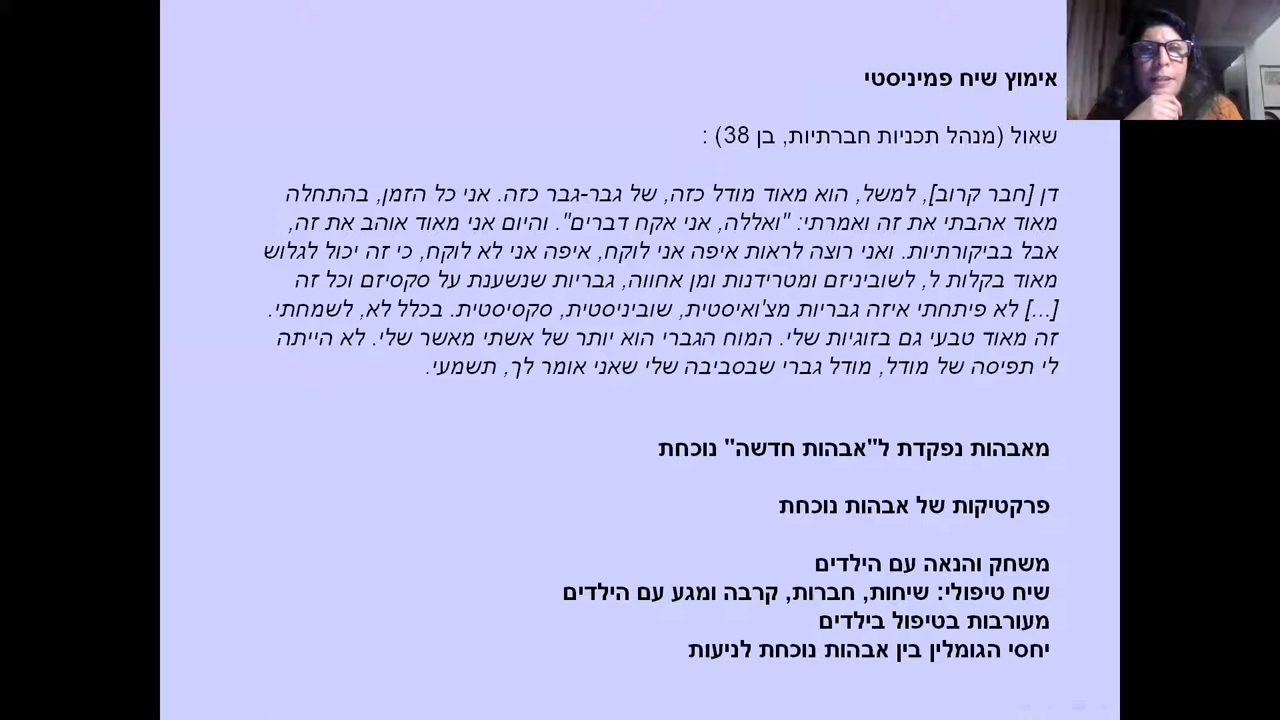 אימוץ שיח פמיניסטי
שאול (מנהל תכניות חברתיות, בן 38) :
דן [חבר קרוב], למשל, הוא מאוד מודל כזה, של גבר-גבר כזה. אני כל הזמן, בהתחלה
מאוד אהבתי את זה ואמרתי: "ואללה, אני אקח דברים". והיום אני מאוד אוהב את זה,
אבל בביקורתיות. ואני רוצה לראות איפה אני לוקח, איפה אני לא לוקח, כי זה יכול לגלוש
מאוד בקלות ל, לשוביניזם ומטרידנות ומן אחווה, גבריות שנשענת על סקסיזם וכל זה
[...] לא פיתחתי איזה גבריות מצ'ואיסטית, שוביניסטית, סקסיסטית. בכלל לא, לשמחתי.
זה מאוד טבעי גם בזוגיות שלי. המוח הגברי הוא יותר של אשתי מאשר שלי. לא הייתה
לי תפיסה של מודל, מודל גברי שבסביבה שלי שאני אומר לך, תשמעי.
מאבהות נפקדת ל"אבהות חדשה" נוכחת
פרקטיקות של אבהות נוכחת
משחק והנאה עם הילדים
שיח טיפולי: שיחות, חברות, קרבה ומגע עם הילדים
מעורבות בטיפול בילדים
יחסי הגומלין בין אבהות נוכחת לניעות